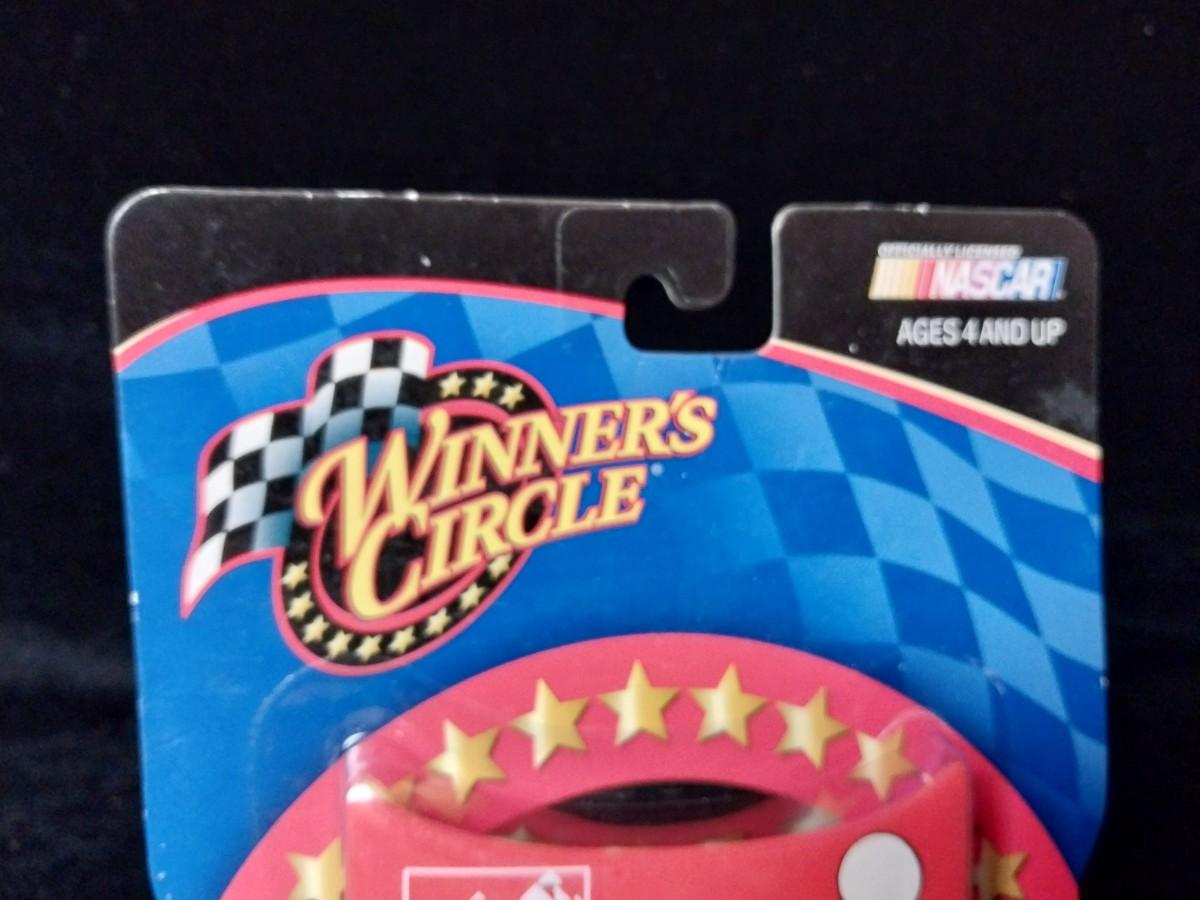 OFFICIALLY LICENSED
NASCAR
AGES 4 AND UP
WINNER'S
CIRCLE